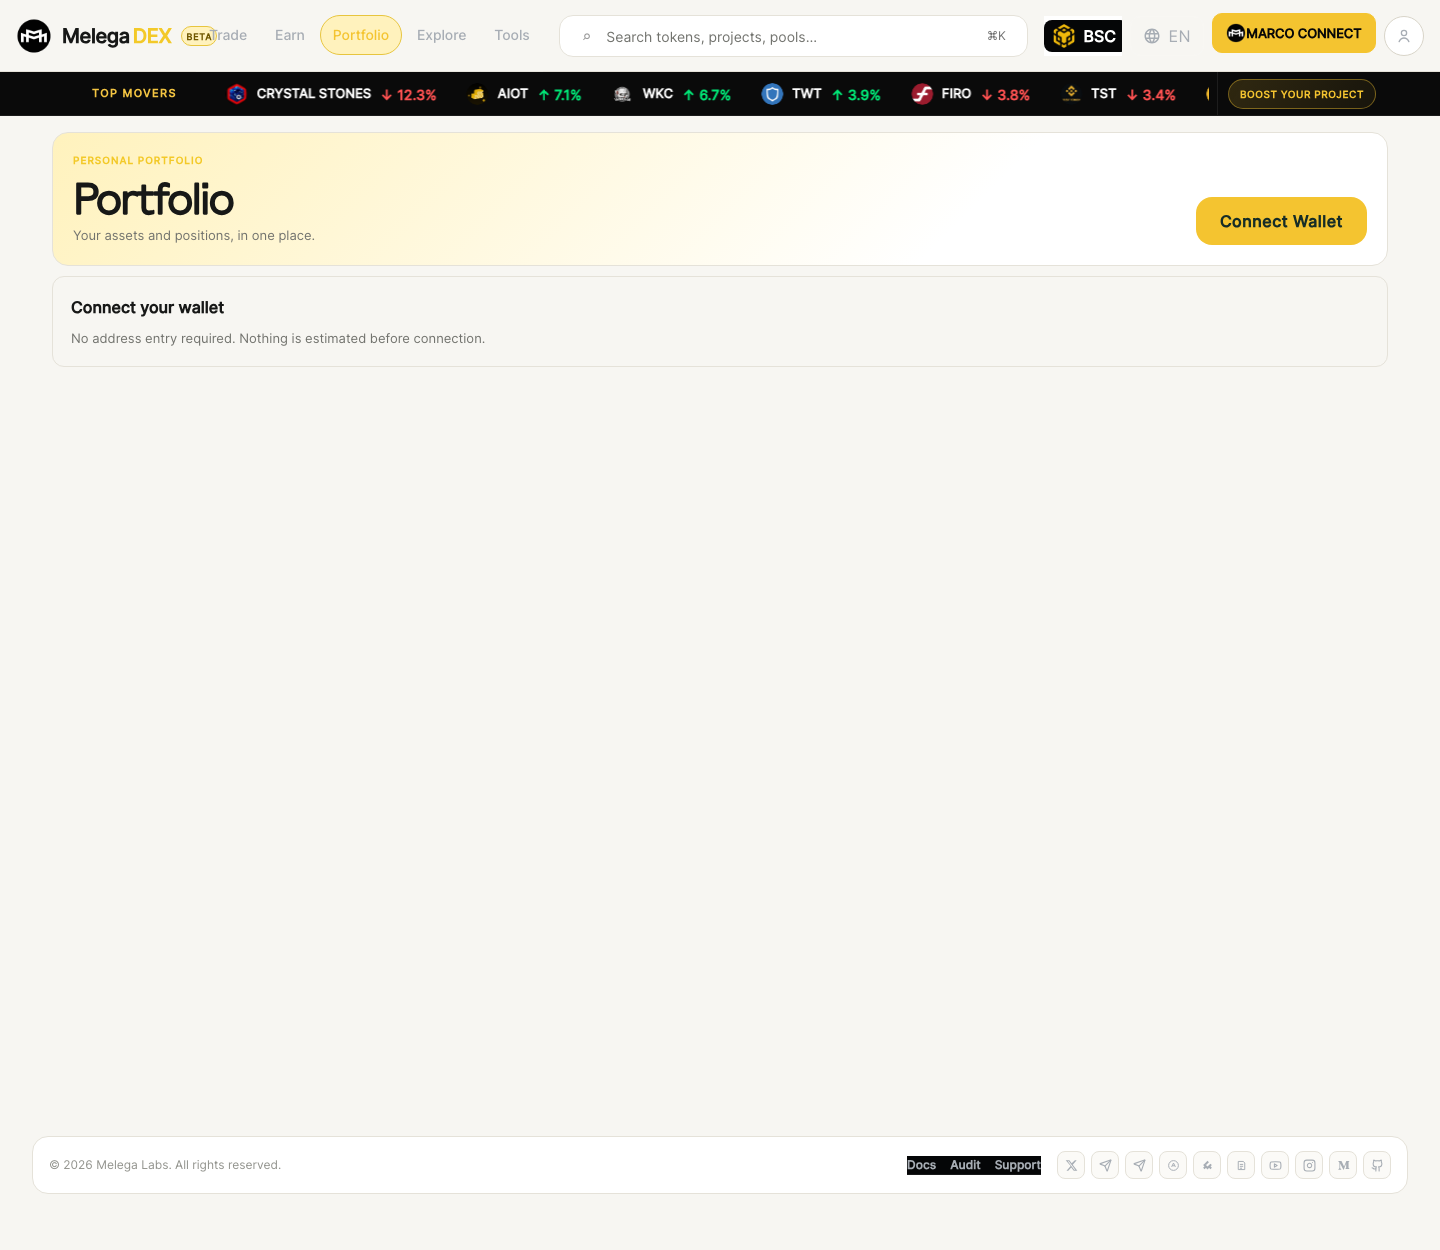 Melega DEX BETA Trade Earn Portfolio Explore Tools Search tokens, projects, pools... ⌘K BSC EN MARCO CONNECT
TOP MOVERS CRYSTAL STONES ↓ 12.3% AIOT ↑ 7.1% WKC ↑ 6.7% TWT ↑ 3.9% FIRO ↓ 3.8% TST ↓ 3.4% BOOST YOUR PROJECT
PERSONAL PORTFOLIO
Portfolio
Your assets and positions, in one place.
Connect Wallet
Connect your wallet
No address entry required. Nothing is estimated before connection.
© 2026 Melega Labs. All rights reserved. Docs Audit Support